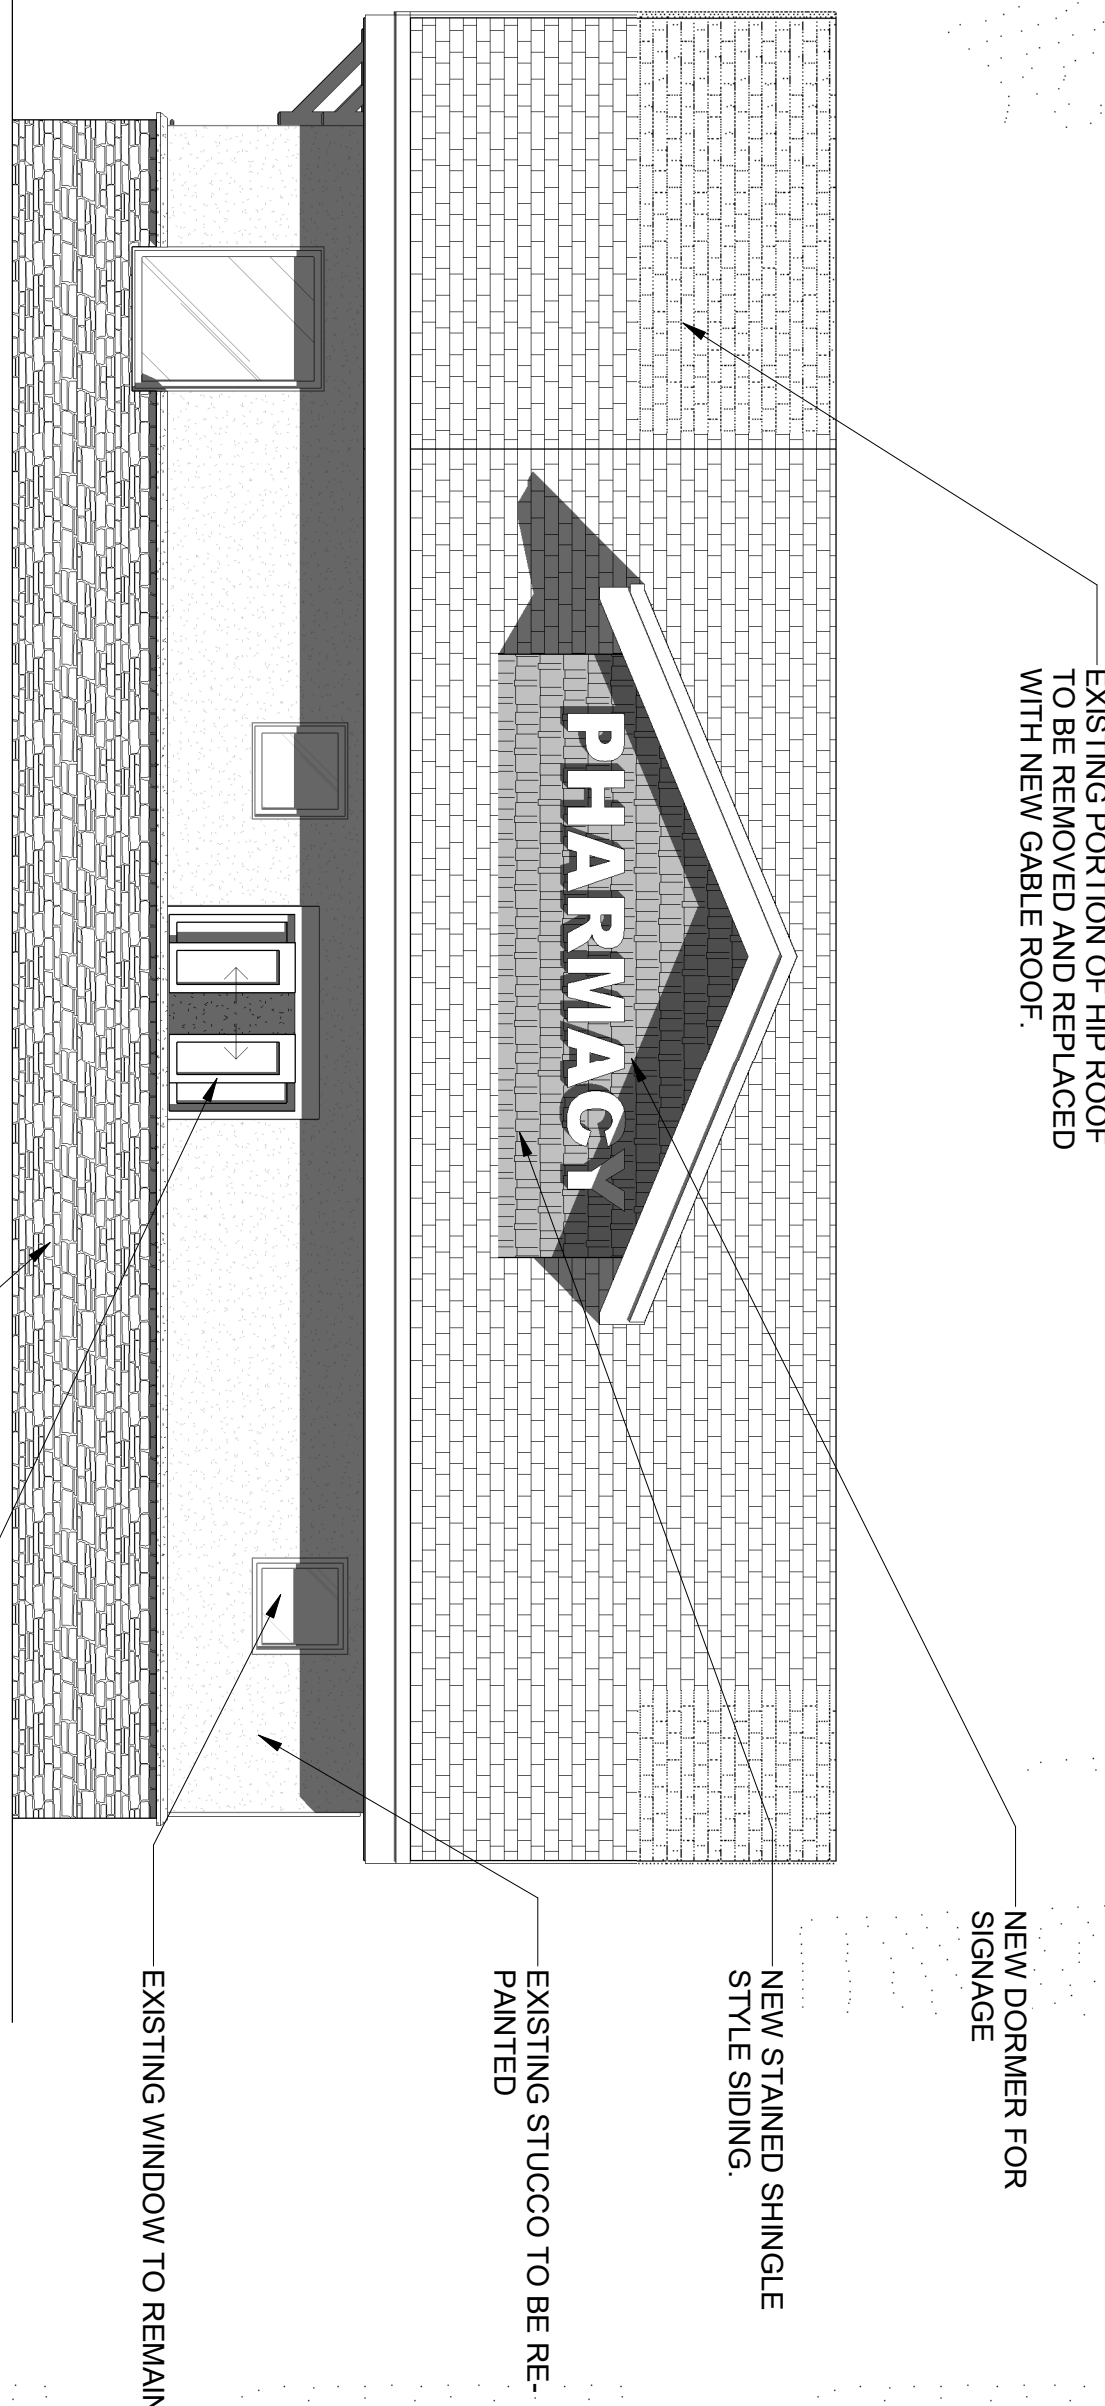 EXISTING PORTION OF HIP ROOF
TO BE REMOVED AND REPLACED
WITH NEW GABLE ROOF.
PHARMACY
NEW DORMER FOR
SIGNAGE
NEW STAINED SHINGLE
STYLE SIDING.
EXISTING STUCCO TO BE RE-
PAINTED
EXISTING WINDOW TO REMAIN